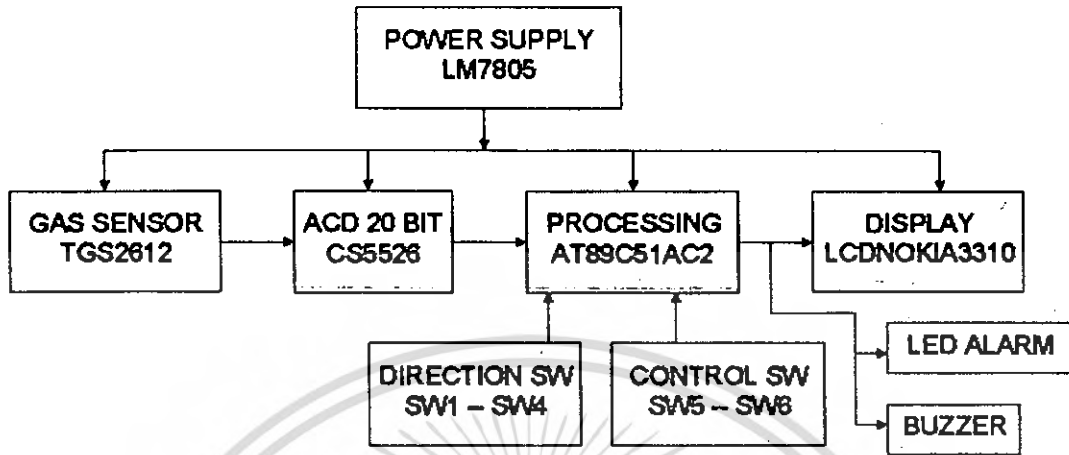 POWER SUPPLY
LM7805
GAS SENSOR
TGS2612
ACD 20 BIT
CS5526
PROCESSING
AT89C51AC2
DISPLAY
LCDNOKIA3310
DIRECTION SW
SW1 – SW4
CONTROL SW
SW5 – SW6
LED ALARM
BUZZER